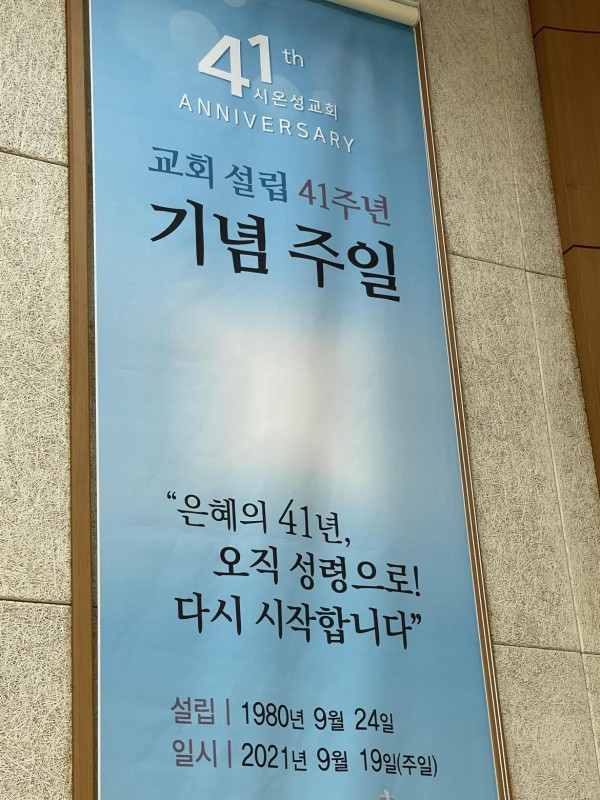 41th
시온성교회
ANNIVERSARY
교회 설립 41주년
기념 주일
“은혜의 41년,
오직 성령으로!
다시 시작합니다”
설립 | 1980년 9월 24일
일시 | 2021년 9월 19일(주일)